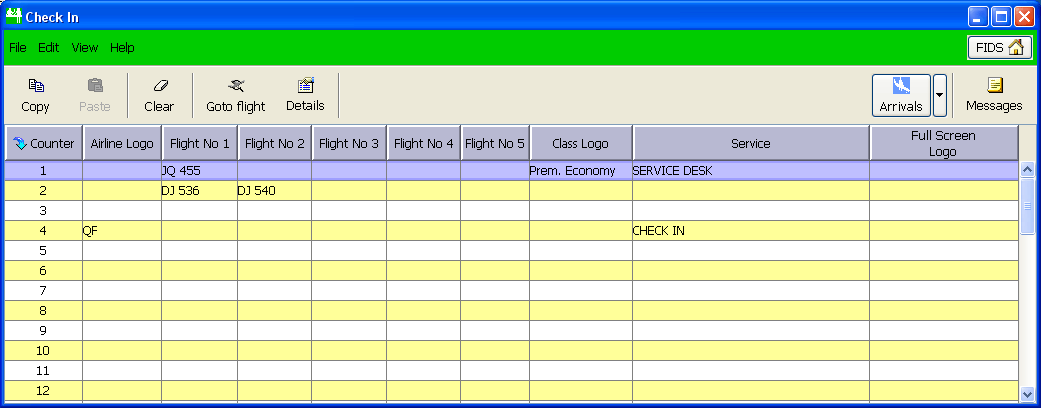 Check In
File Edit View Help FIDS
Copy Paste Clear Goto flight Details Arrivals Messages
Counter Airline Logo Flight No 1 Flight No 2 Flight No 3 Flight No 4 Flight No 5 Class Logo Service Full Screen
Logo
1 JQ 455 Prem. Economy SERVICE DESK
2 DJ 536 DJ 540
3
4 QF CHECK IN
5
6
7
8
9
10
11
12